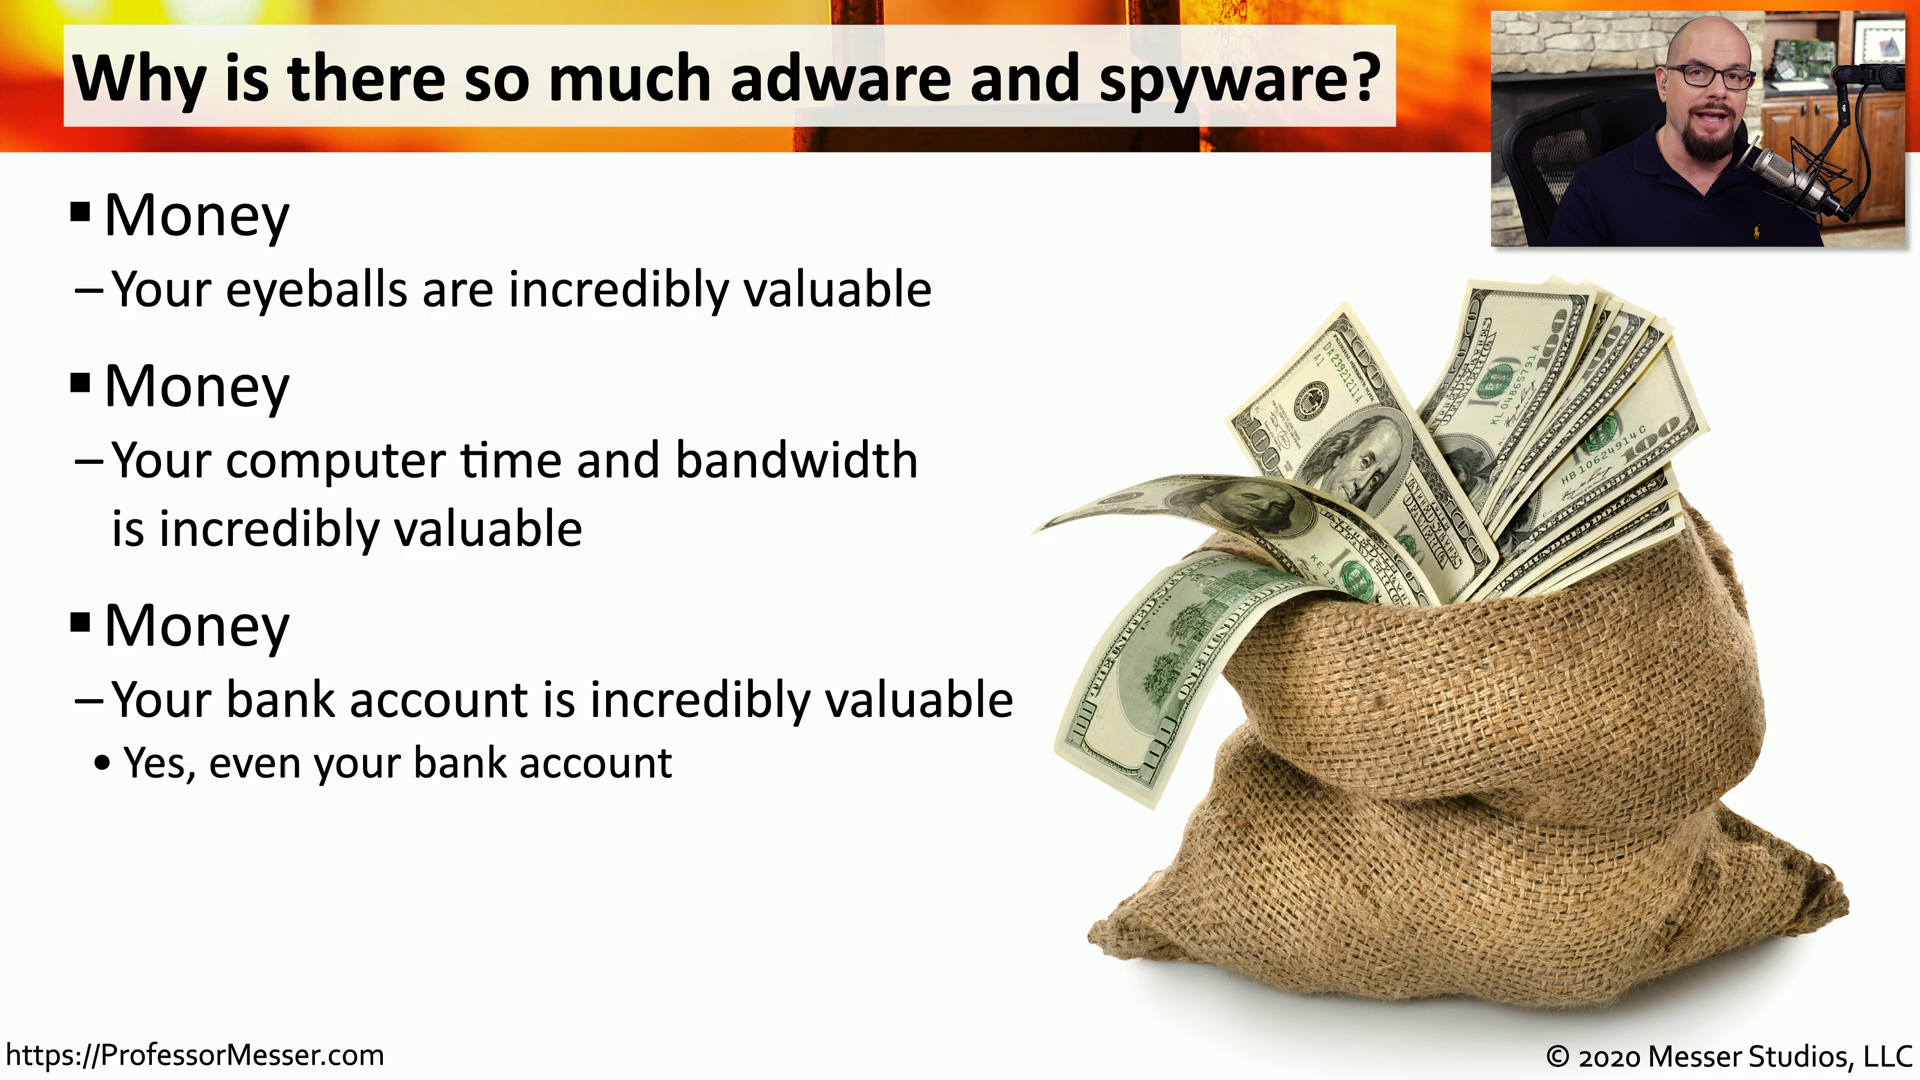 Why is there so much adware and spyware?
▪ Money
– Your eyeballs are incredibly valuable
▪ Money
– Your computer time and bandwidth
is incredibly valuable
▪ Money
– Your bank account is incredibly valuable
• Yes, even your bank account
https://ProfessorMesser.com
© 2020 Messer Studios, LLC